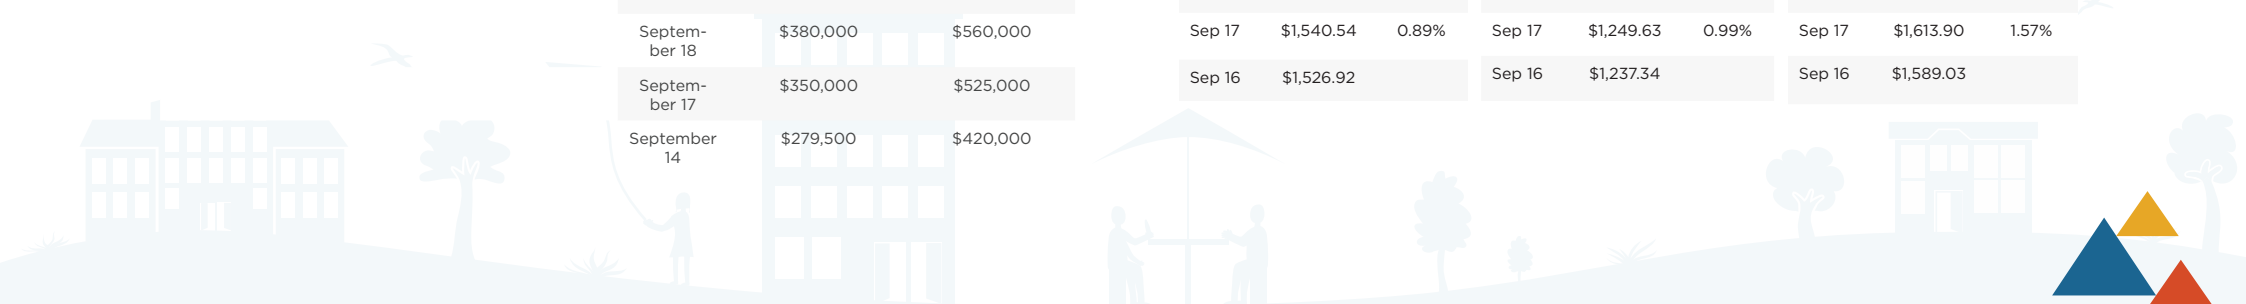 Septem-
ber 18 $380,000 $560,000
Septem-
ber 17 $350,000 $525,000
September
14 $279,500 $420,000
Sep 17 $1,540.54 0.89%
Sep 16 $1,526.92
Sep 17 $1,249.63 0.99%
Sep 16 $1,237.34
Sep 17 $1,613.90 1.57%
Sep 16 $1,589.03